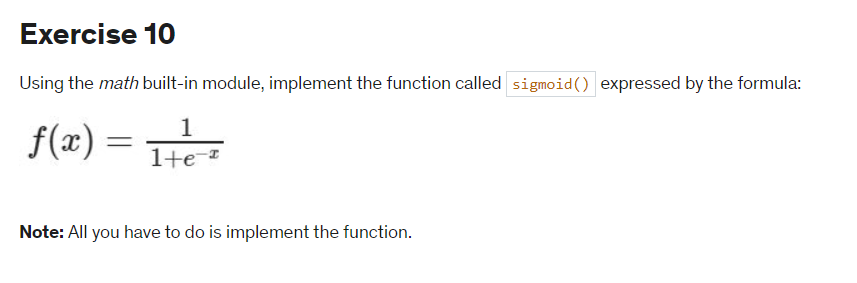 Exercise 10
Using the math built-in module, implement the function called sigmoid() expressed by the formula:
f(x) = 1/(1+e^{-x})
Note: All you have to do is implement the function.